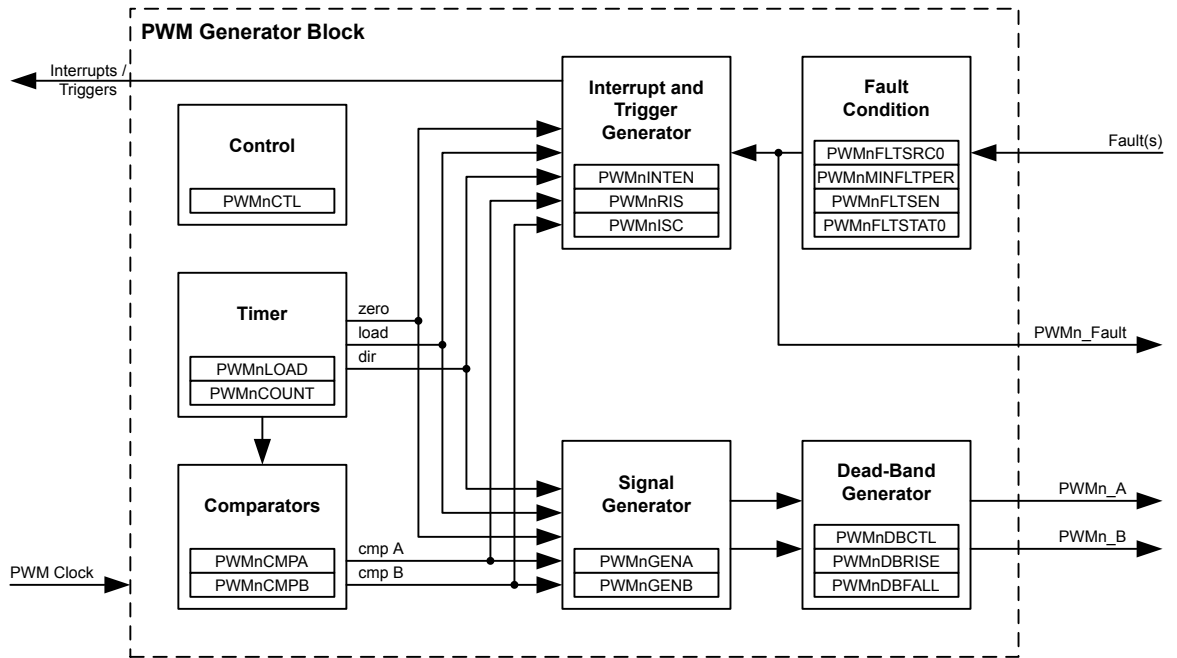 PWM Generator Block
Interrupts /
Triggers
Control
PWMnCTL
Interrupt and
Trigger
Generator
PWMnINTEN
PWMnRIS
PWMnISC
Fault
Condition
PWMnFLTSRC0
PWMnMINFLTPER
PWMnFLTSEN
PWMnFLTSTAT0
Fault(s)
Timer
PWMnLOAD
PWMnCOUNT
zero
load
dir
PWMn_Fault
Comparators
PWMnCMPA
PWMnCMPB
cmp A
cmp B
PWM Clock
Signal
Generator
PWMnGENA
PWMnGENB
Dead-Band
Generator
PWMnDBCTL
PWMnDBRISE
PWMnDBFALL
PWMn_A
PWMn_B